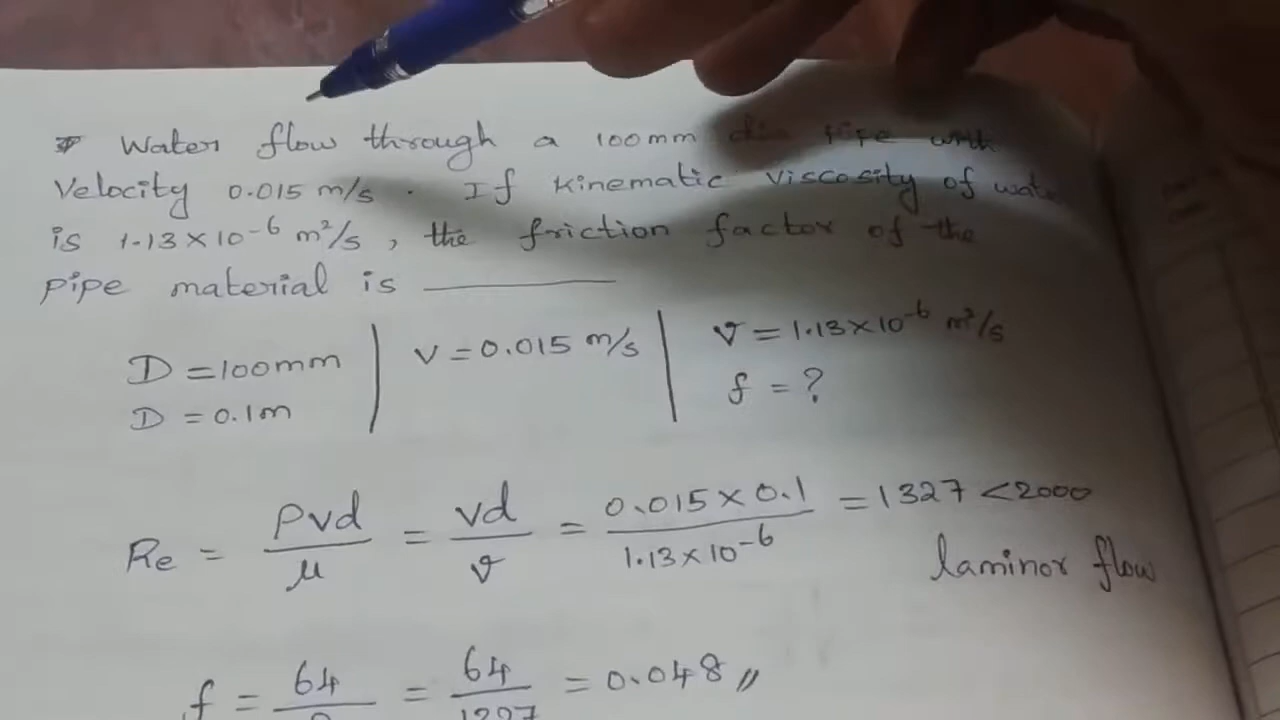 Water flow through a 100mm dia pipe with
Velocity 0.015 m/s . If kinematic viscosity of
is 1.13×10⁻⁶ m²/s, the friction factor of the
pipe material is ________
D = 100mm | V = 0.015 m/s | ν = 1.13×10⁻⁶ m²/s
D = 0.1m f = ?
Re = ρvd/μ = vd/ν = 0.015×0.1/1.13×10⁻⁶ = 1327 <2000
laminor flow
f = 64/ = 64/1327 = 0.048 //